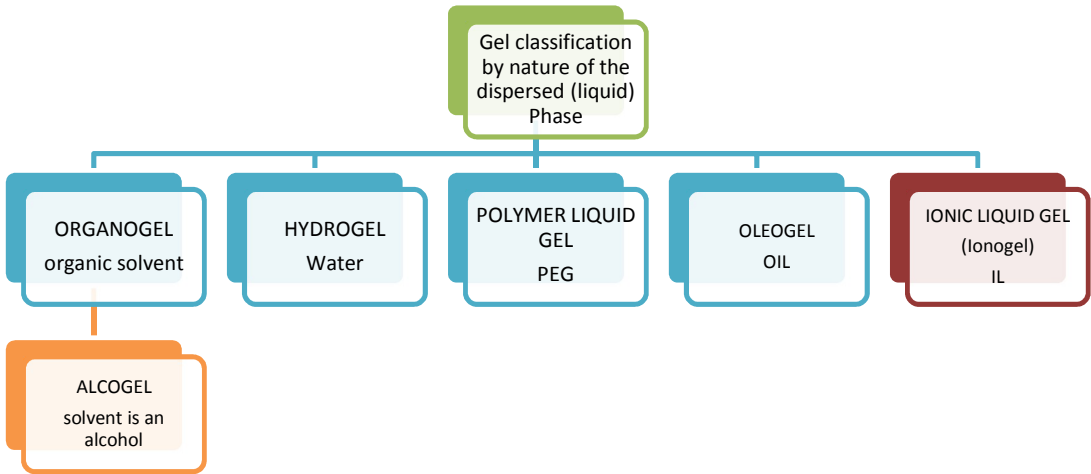 Gel classification
by nature of the
dispersed (liquid)
Phase
ORGANOGEL
organic solvent
HYDROGEL
Water
POLYMER LIQUID
GEL
PEG
OLEOGEL
OIL
IONIC LIQUID GEL
(Ionogel)
IL
ALCOGEL
solvent is an
alcohol